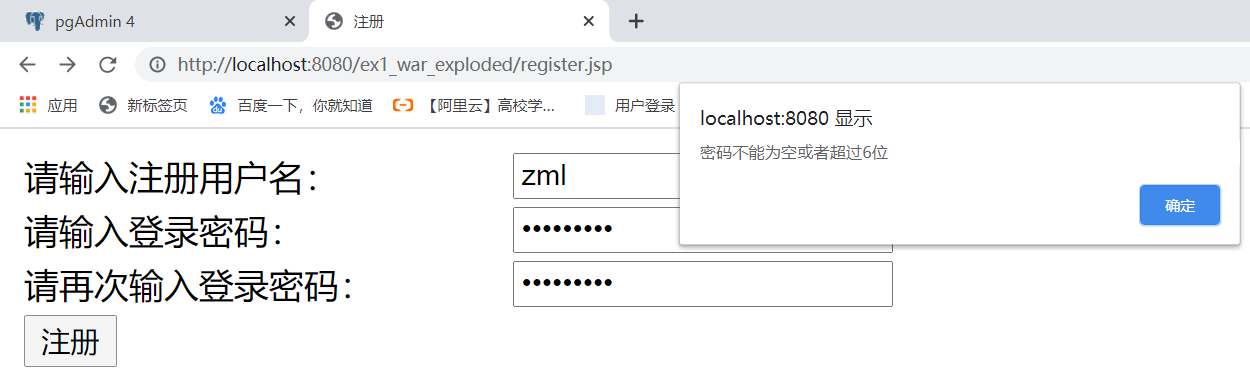 pgAdmin 4
注册
http://localhost:8080/ex1_war_exploded/register.jsp
应用
新标签页
百度一下，你就知道
【阿里云】高校学...
用户登录
localhost:8080 显示
密码不能为空或者超过6位
确定
请输入注册用户名：
zml
请输入登录密码：
•••••••••
请再次输入登录密码：
•••••••••
注册